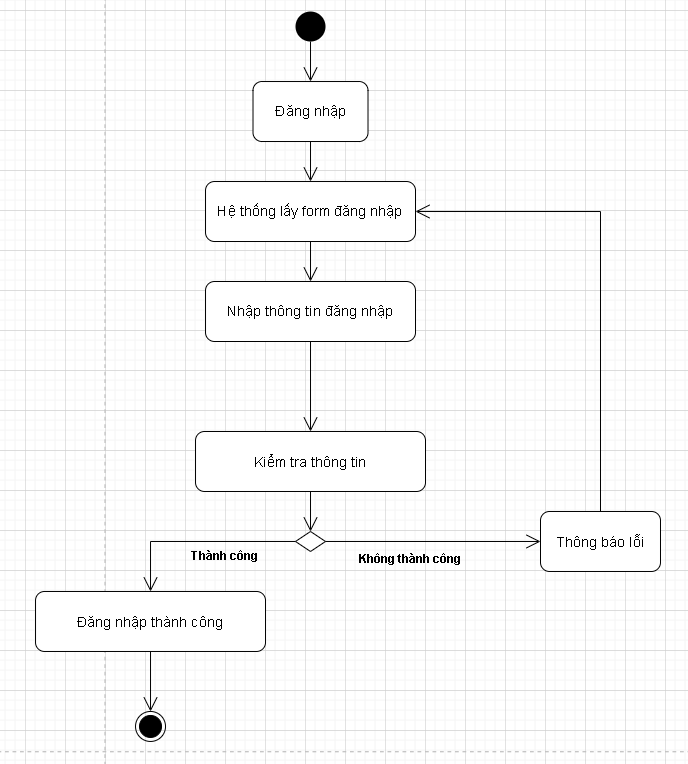 Đăng nhập
Hệ thống lấy form đăng nhập
Nhập thông tin đăng nhập
Kiểm tra thông tin
Thành công
Không thành công
Thông báo lỗi
Đăng nhập thành công